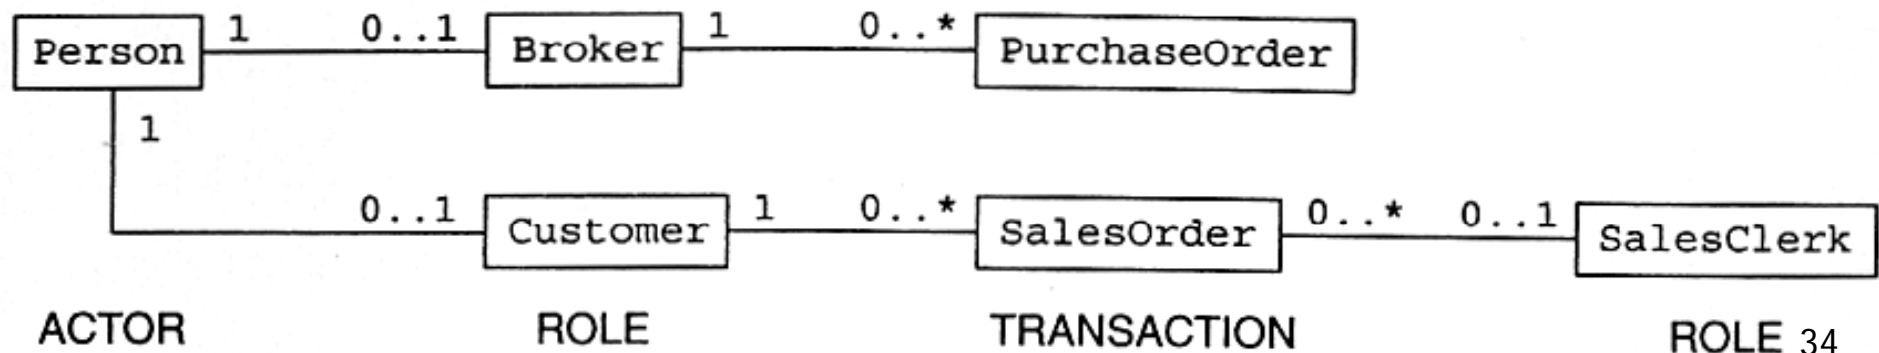 Person 1 0..1 Broker 1 0..* PurchaseOrder
1
0..1 Customer 1 0..* SalesOrder 0..* 0..1 SalesClerk
ACTOR ROLE TRANSACTION ROLE 34